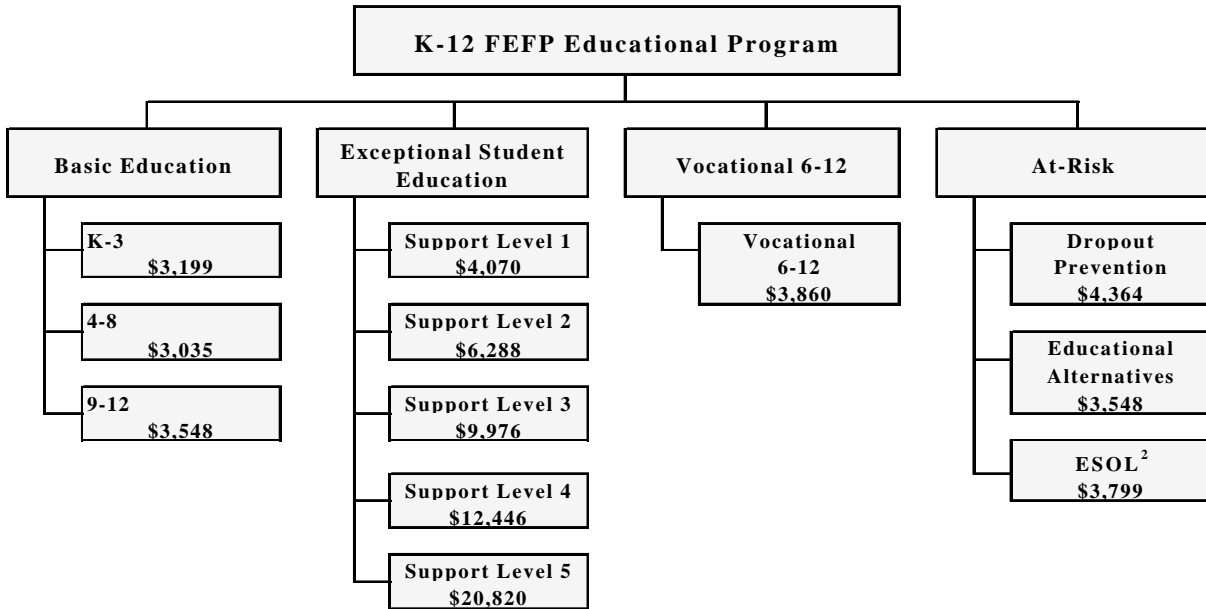 K-12 FEFP Educational Program
Basic Education
K-3
$3,199
4-8
$3,035
9-12
$3,548
Exceptional Student
Education
Support Level 1
$4,070
Support Level 2
$6,288
Support Level 3
$9,976
Support Level 4
$12,446
Support Level 5
$20,820
Vocational 6-12
Vocational
6-12
$3,860
At-Risk
Dropout
Prevention
$4,364
Educational
Alternatives
$3,548
ESOL²
$3,799